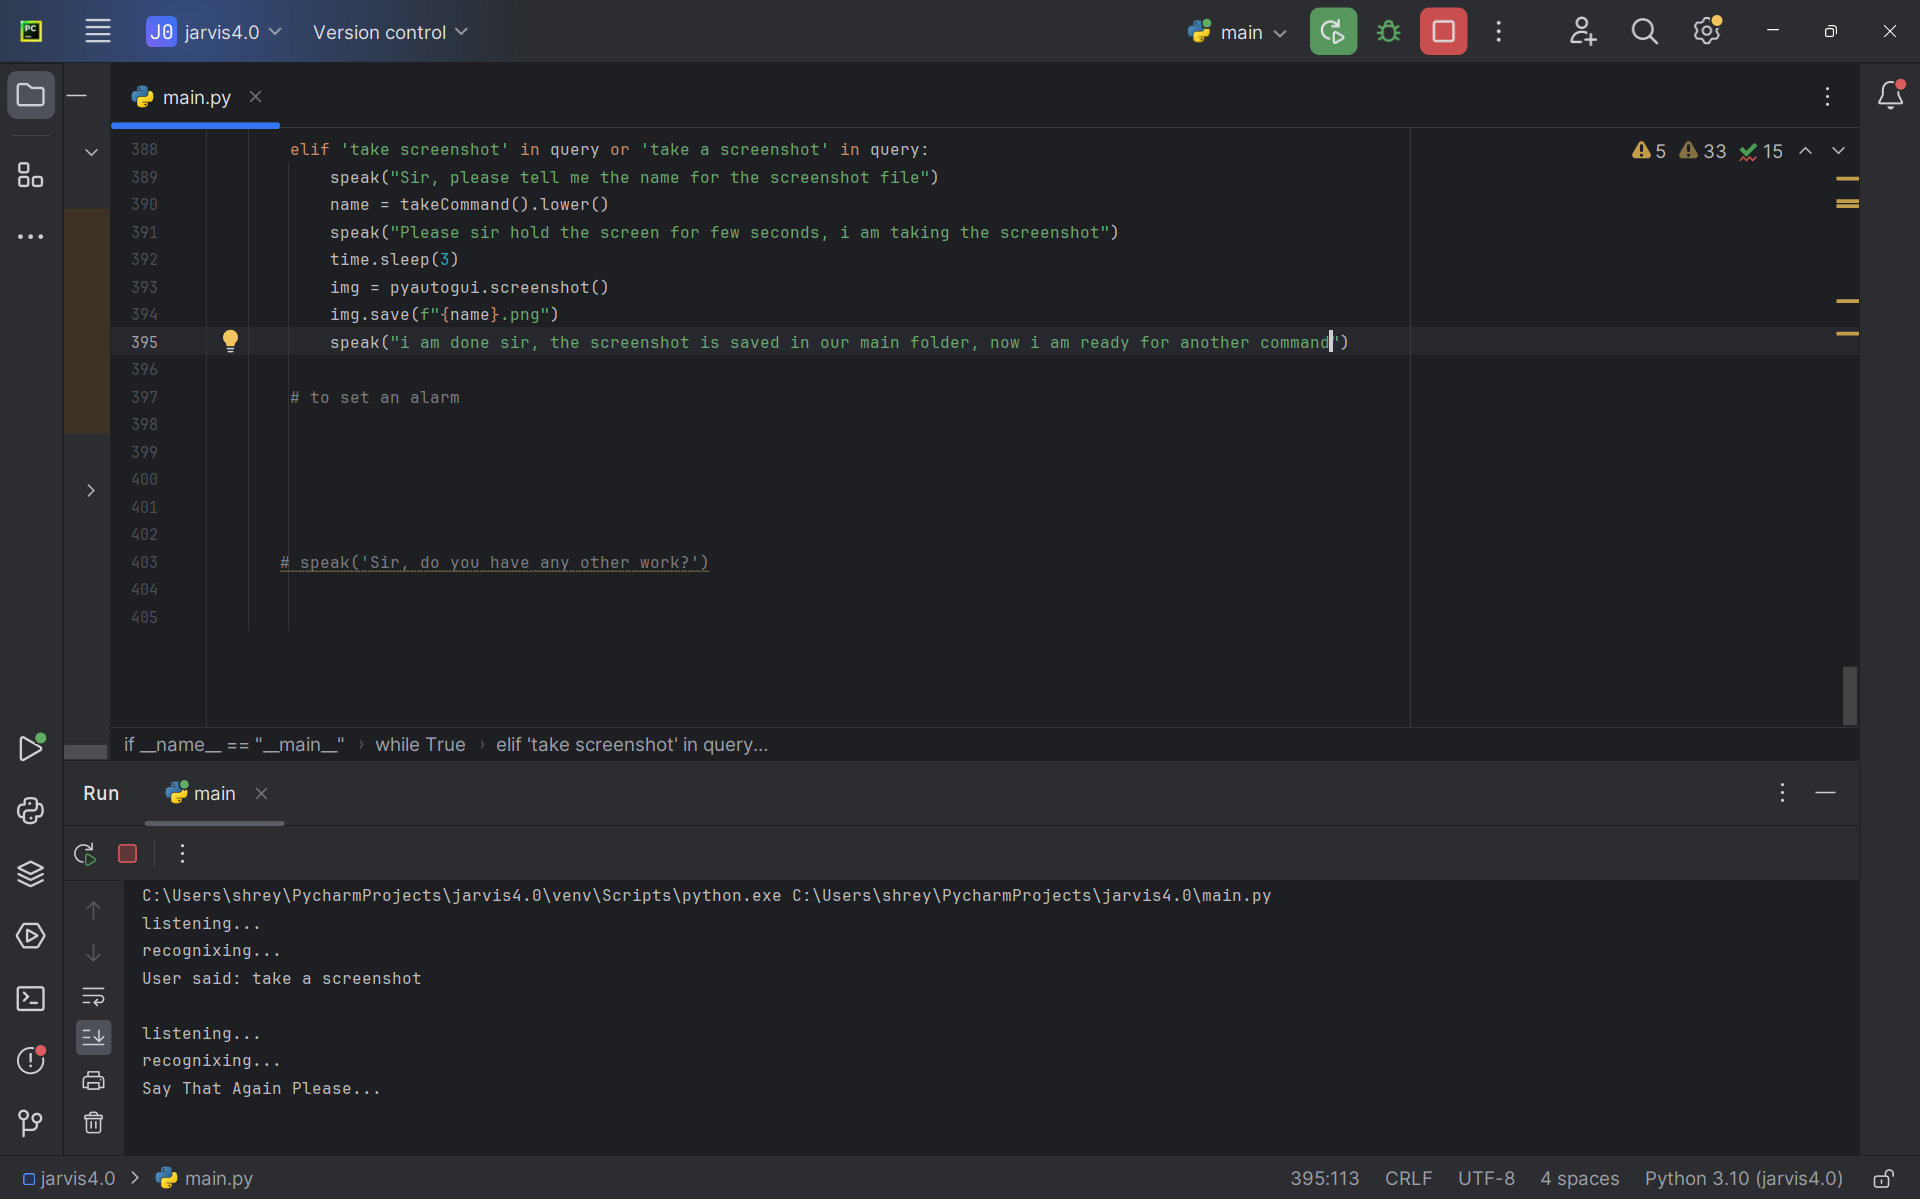 PC
J0 jarvis4.0 Version control main
main.py
388 elif 'take screenshot' in query or 'take a screenshot' in query:
5 33 15
389 speak("Sir, please tell me the name for the screenshot file")
390 name = takeCommand().lower()
391 speak("Please sir hold the screen for few seconds, i am taking the screenshot")
392 time.sleep(3)
393 img = pyautogui.screenshot()
394 img.save(f"{name}.png")
395 speak("i am done sir, the screenshot is saved in our main folder, now i am ready for another command")
396
397 # to set an alarm
398
399
400
401
402
403 # speak('Sir, do you have any other work?')
404
405
if __name__ == "__main__" › while True › elif 'take screenshot' in query...
Run main
C:\Users\shrey\PycharmProjects\jarvis4.0\venv\Scripts\python.exe C:\Users\shrey\PycharmProjects\jarvis4.0\main.py
listening...
recognixing...
User said: take a screenshot
listening...
recognixing...
Say That Again Please...
jarvis4.0 > main.py 395:113 CRLF UTF-8 4 spaces Python 3.10 (jarvis4.0)